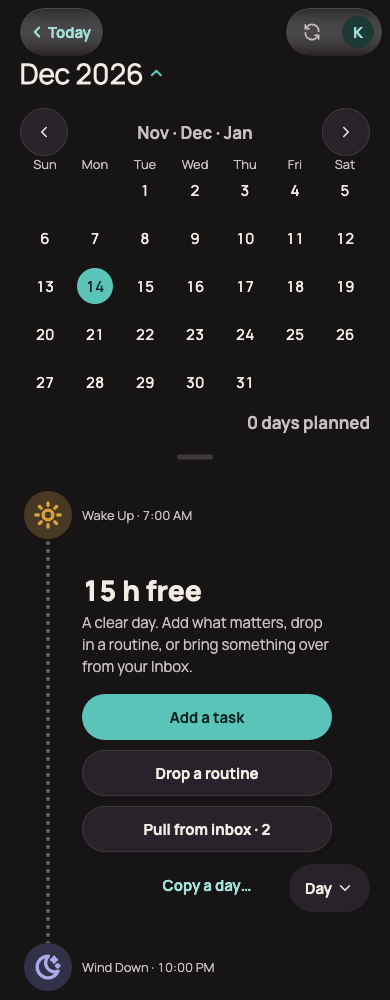 Today
K
Dec 2026
Nov · Dec · Jan
Sun Mon Tue Wed Thu Fri Sat
1 2 3 4 5
6 7 8 9 10 11 12
13 14 15 16 17 18 19
20 21 22 23 24 25 26
27 28 29 30 31
0 days planned
Wake Up · 7:00 AM
15 h free
A clear day. Add what matters, drop
in a routine, or bring something over
from your Inbox.
Add a task
Drop a routine
Pull from inbox · 2
Copy a day…
Day
Wind Down · 10:00 PM